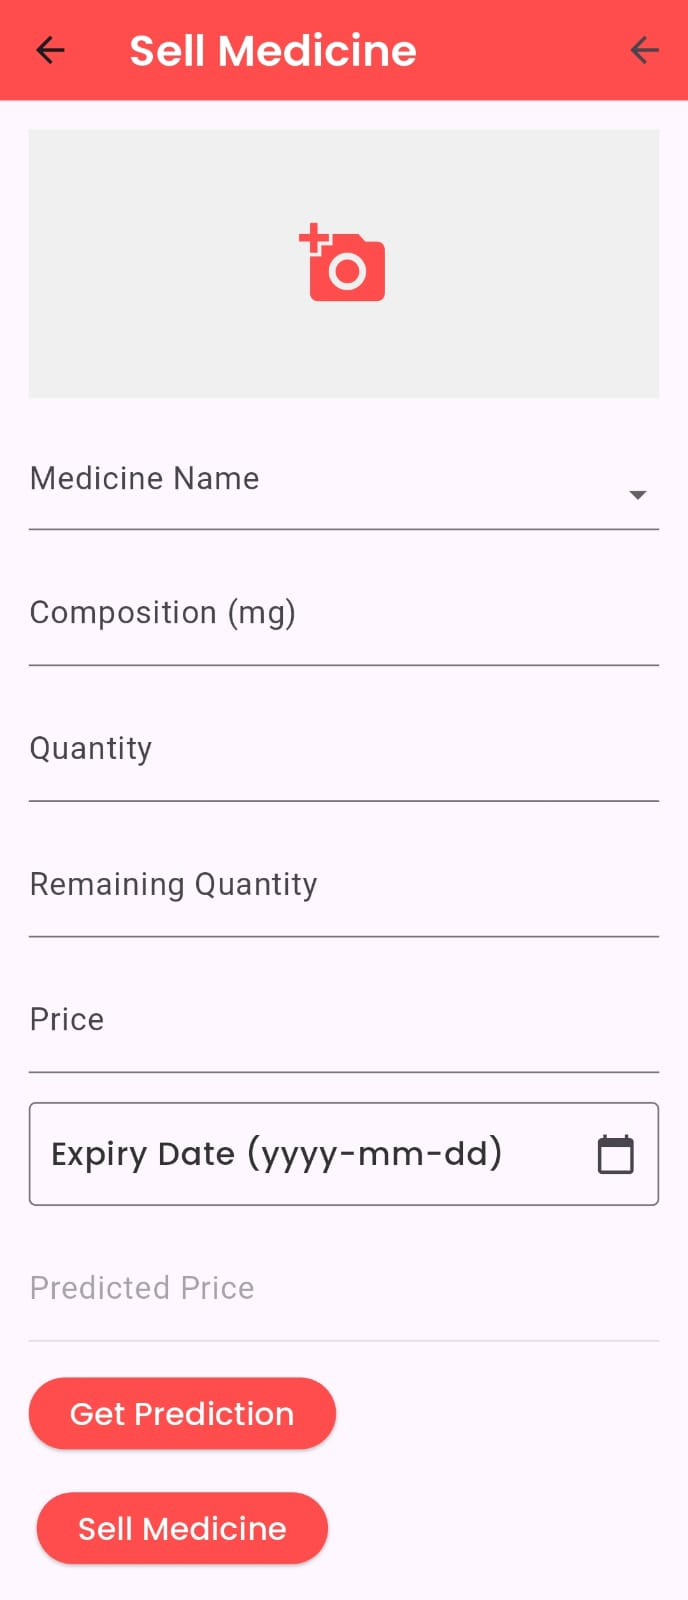 Sell Medicine
Medicine Name
Composition (mg)
Quantity
Remaining Quantity
Price
Expiry Date (yyyy-mm-dd)
Predicted Price
Get Prediction
Sell Medicine